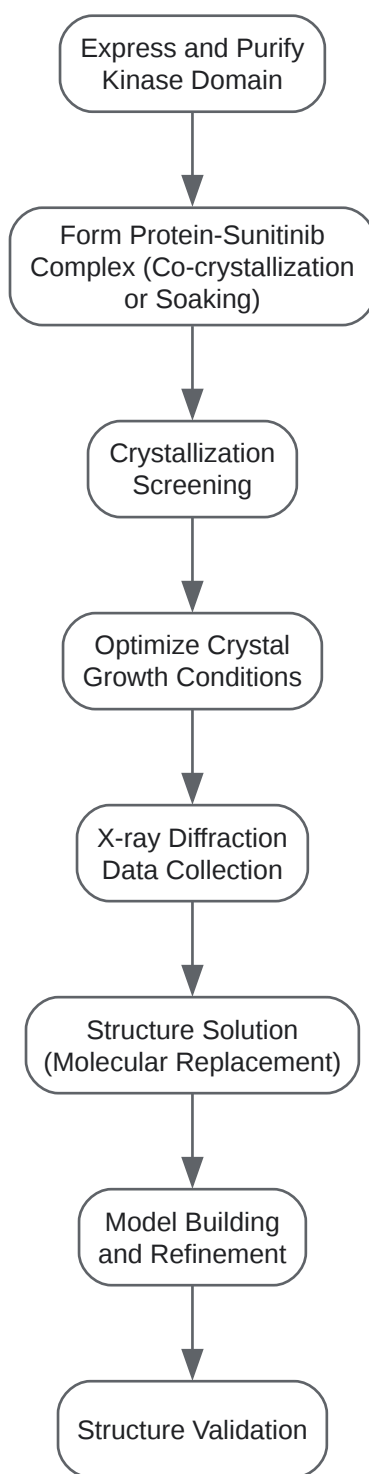 Express and Purify
Kinase Domain
Form Protein-Sunitinib
Complex (Co-crystallization
or Soaking)
Crystallization
Screening
Optimize Crystal
Growth Conditions
X-ray Diffraction
Data Collection
Structure Solution
(Molecular Replacement)
Model Building
and Refinement
Structure Validation